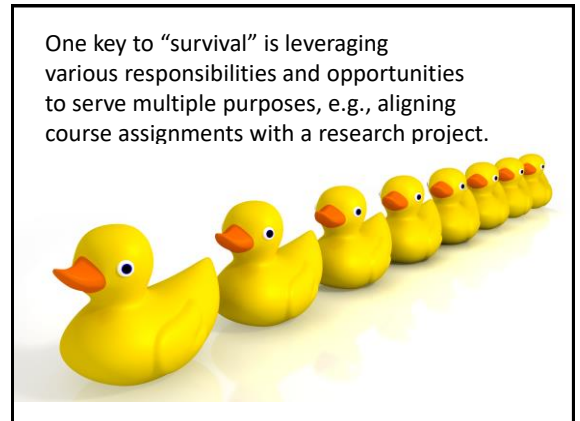 One key to “survival” is leveraging
various responsibilities and opportunities
to serve multiple purposes, e.g., aligning
course assignments with a research project.